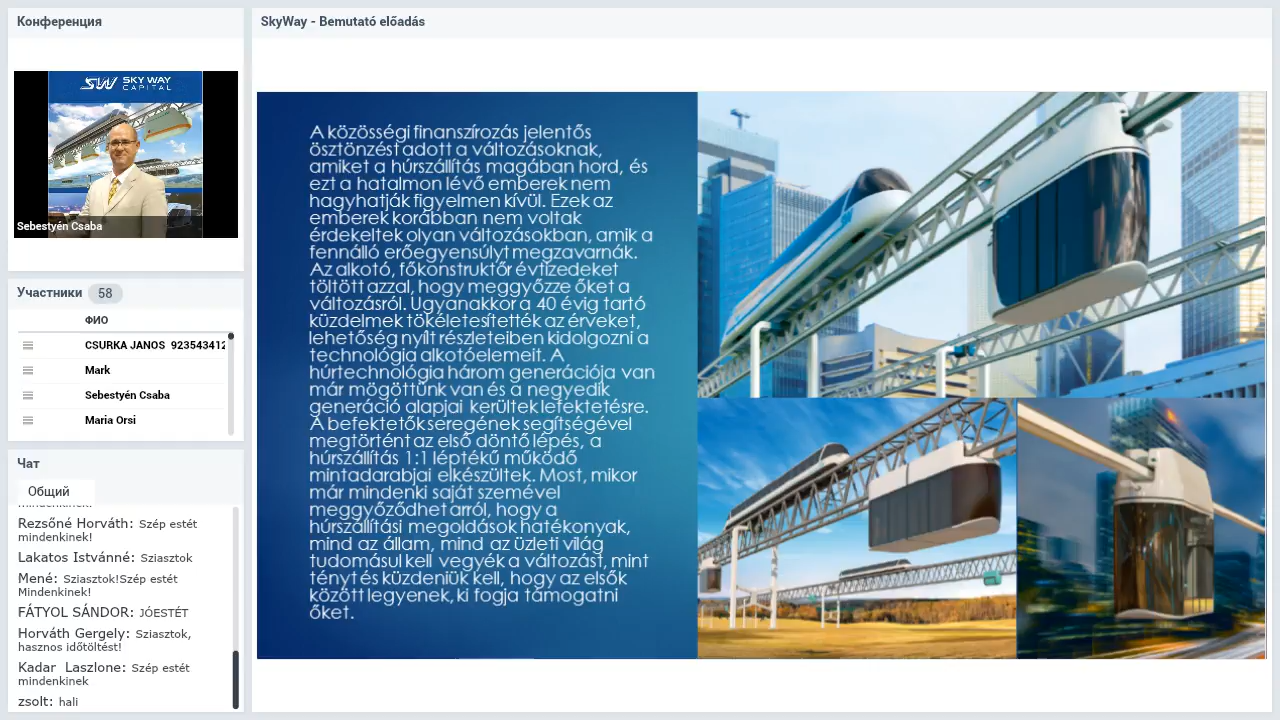 Конференция
SKY WAY
CAPITAL
Sebestyén Csaba
Участники 58
ФИО
CSURKA JANOS 923543412
Mark
Sebestyén Csaba
Maria Orsi
Чат
Общий
mindenkinek!
Rezsőné Horváth: Szép estét
mindenkinek!
Lakatos Istvánné: Sziasztok
Mené: Sziasztok!Szép estét
Mindenkinek!
FÁTYOL SÁNDOR: JÓESTÉT
Horváth Gergely: Sziasztok,
hasznos időtöltést!
Kadar Laszlone: Szép estét
mindenkinek
zsolt: hali
SkyWay - Bemutató előadás
A közösségi finanszírozás jelentős
ösztönzést adott a változásoknak,
amiket a húrszállítás magában hord, és
ezt a hatalmon lévő emberek nem
hagyhatják figyelmen kívül. Ezek az
emberek korábban nem voltak
érdekeltek olyan változásokban, amik a
fennálló erőegyensúlyt megzavarnák.
Az alkotó, főkonstruktőr évtizedeket
töltött azzal, hogy meggyőzze őket a
változásról. Ugyanakkor a 40 évig tartó
küzdelmek tökéletesítették az érveket,
lehetőség nyílt részleteiben kidolgozni a
technológia alkotóelemeit. A
húrtechnológia három generációja van
már mögöttünk van és a negyedik
generáció alapjai kerültek lefektetésre.
A befektetők seregének segítségével
megtörtént az első döntő lépés, a
húrszállítás 1:1 léptékű működő
mintadarabjai elkészültek. Most, mikor
már mindenki saját szemével
meggyőződhet arról, hogy a
húrszállítási megoldások hatékonyak,
mind az állam, mind az üzleti világ
tudomásul kell vegyék a változást, mint
tényt és küzdeniük kell, hogy az elsők
között legyenek, ki fogja támogatni
őket.